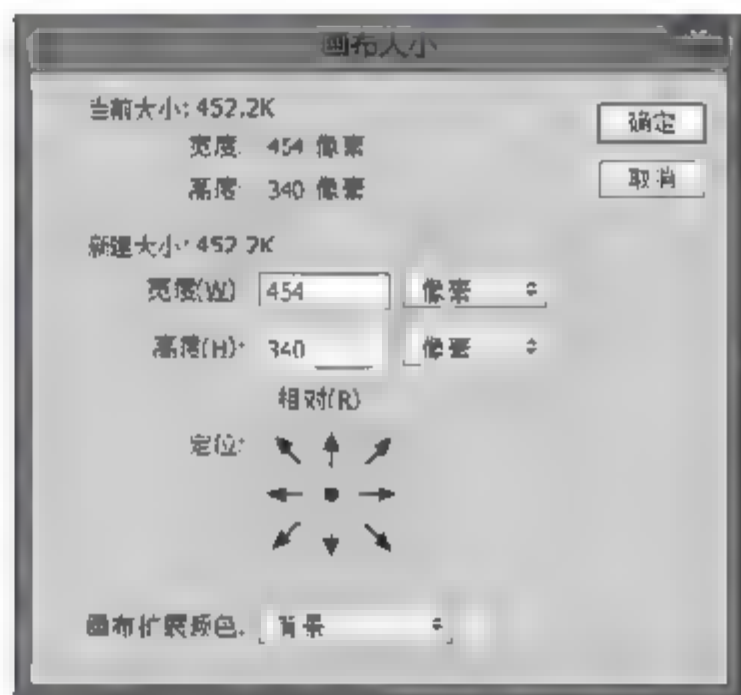 画布大小
当前大小: 452.2K
确定
宽度: 454 像素
取消
高度: 340 像素
新建大小: 452.2K
宽度(W) 454 像素
高度(H): 340 像素
相对(R)
定位:
画布扩展颜色: 背景